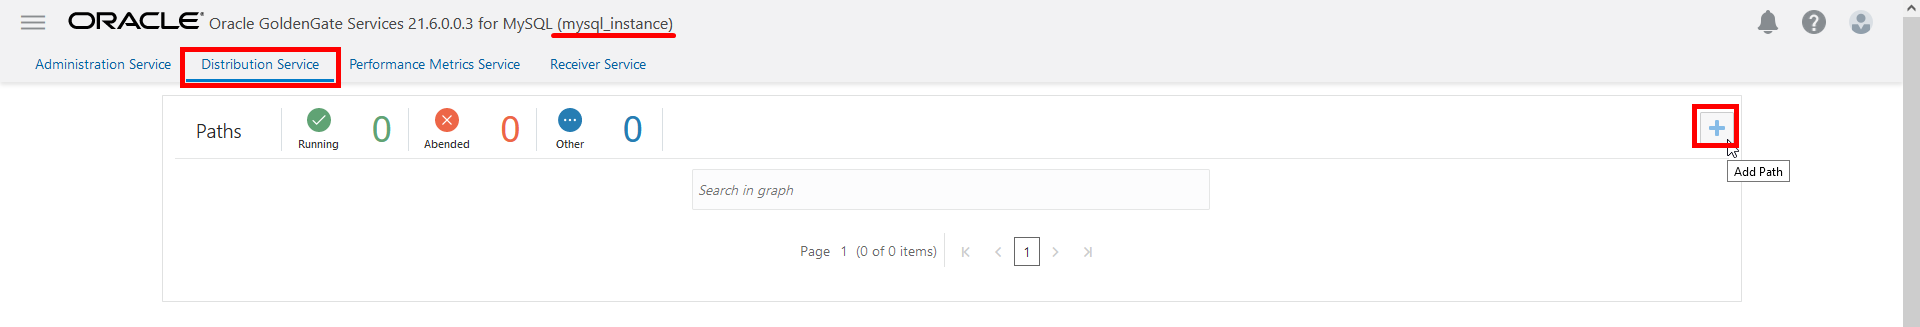 ORACLE Oracle GoldenGate Services 21.6.0.0.3 for MySQL (mysql_instance)
Administration Service Distribution Service Performance Metrics Service Receiver Service
Paths Running 0 Abended 0 Other 0
Add Path
Search in graph
Page 1 (0 of 0 items) 1